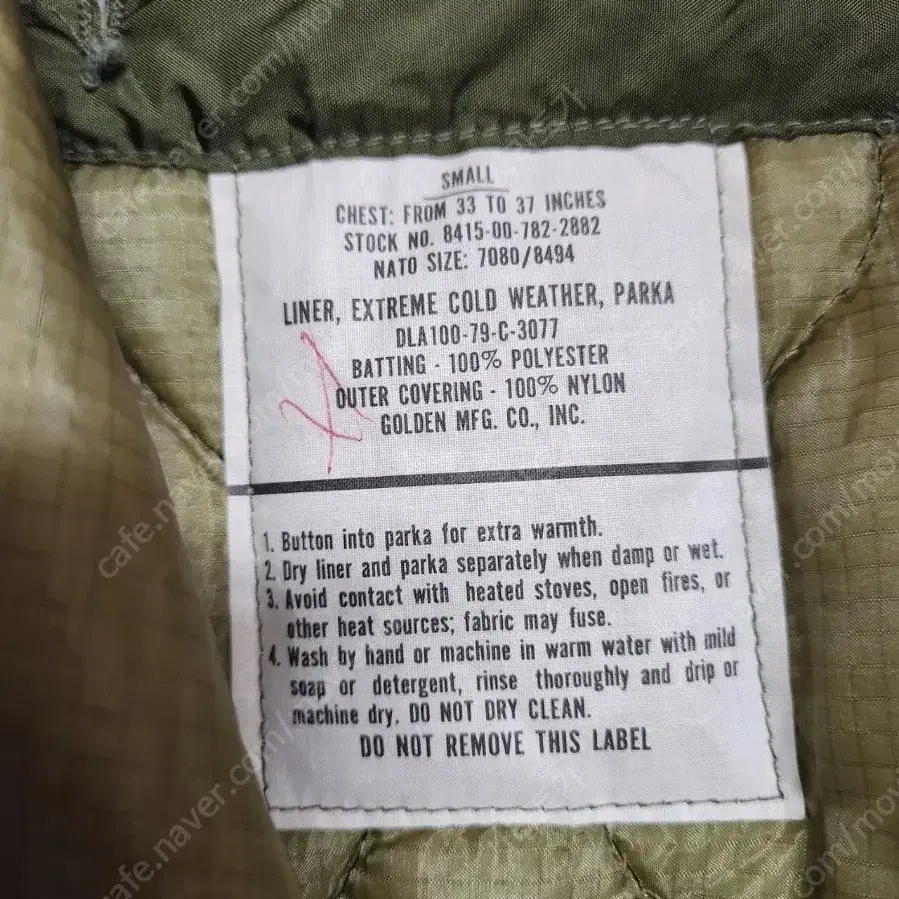 SMALL
CHEST: FROM 33 TO 37 INCHES
STOCK NO. 8415-00-782-2882
NATO SIZE: 7080/8494
LINER, EXTREME COLD WEATHER, PARKA
DLA100-79-C-3077
BATTING - 100% POLYESTER
OUTER COVERING - 100% NYLON
GOLDEN MFG. CO., INC.
1. Button into parka for extra warmth.
2. Dry liner and parka separately when damp or wet.
3. Avoid contact with heated stoves, open fires, or
other heat sources; fabric may fuse.
4. Wash by hand or machine in warm water with mild
soap or detergent, rinse thoroughly and drip or
machine dry. DO NOT DRY CLEAN.
DO NOT REMOVE THIS LABEL